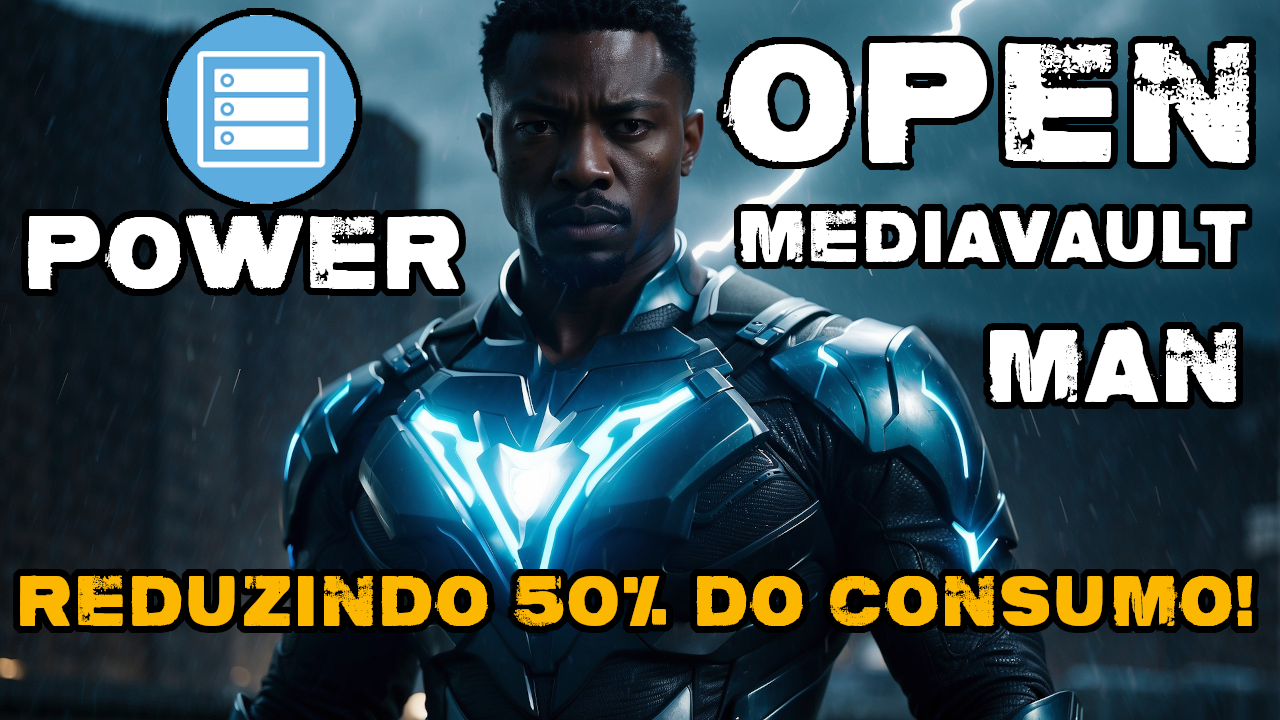 OPEN
POWER
MEDIAVAULT
MAN
REDUZINDO 50% DO CONSUMO!